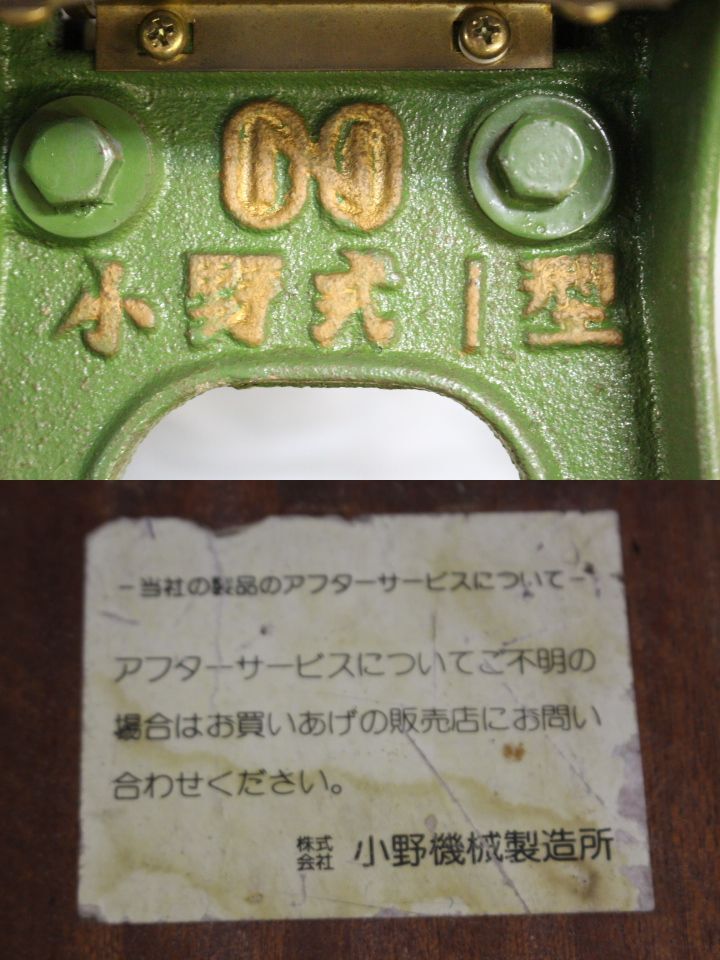 小野式1型
-当社の製品のアフターサービスについて-
アフターサービスについてご不明の
場合はお買いあげの販売店にお問い
合わせください。
株式会社 小野機械製造所